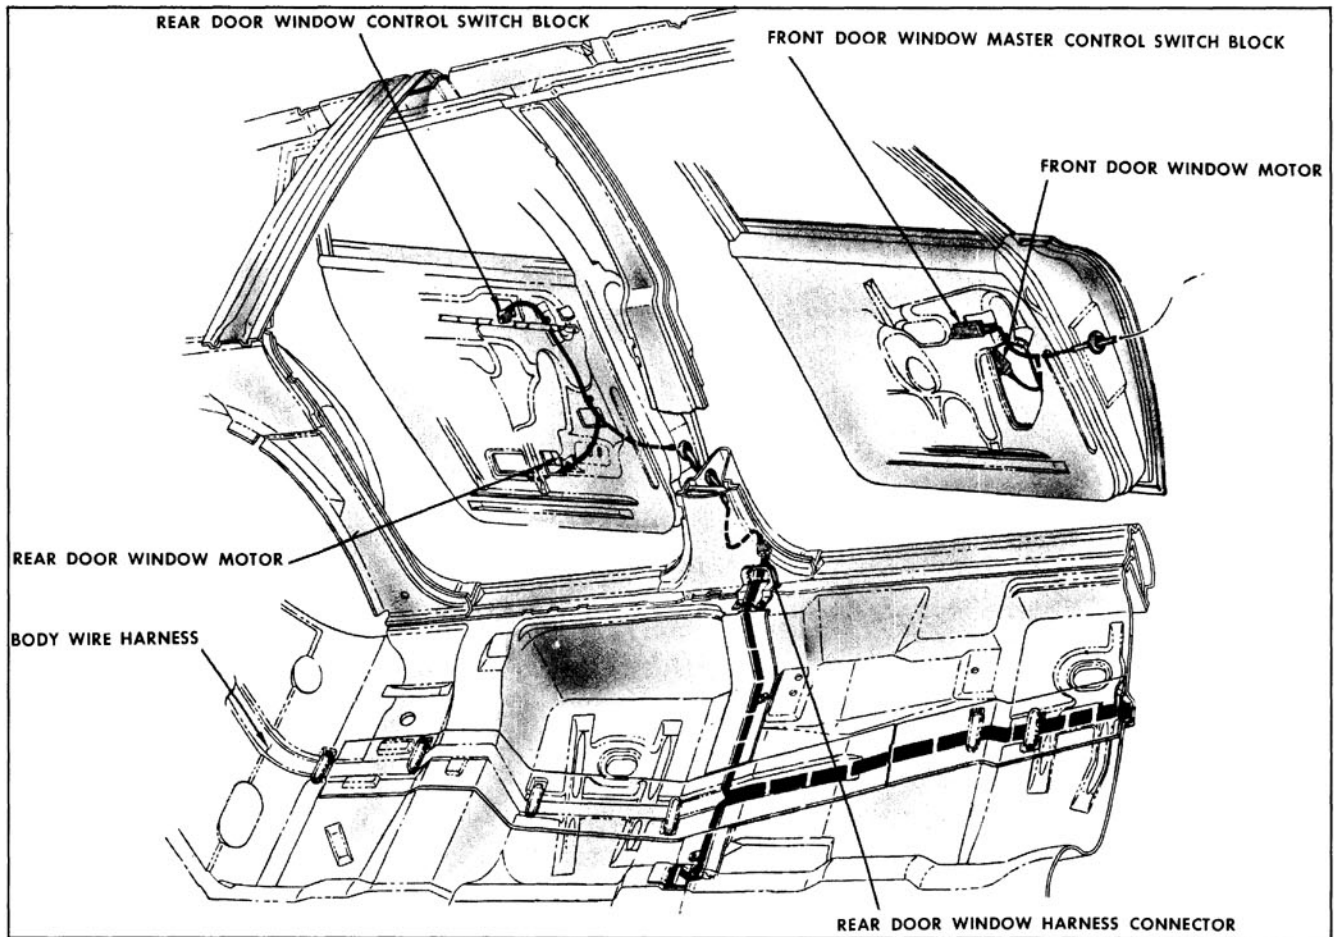 REAR DOOR WINDOW CONTROL SWITCH BLOCK
FRONT DOOR WINDOW MASTER CONTROL SWITCH BLOCK
FRONT DOOR WINDOW MOTOR
REAR DOOR WINDOW MOTOR
BODY WIRE HARNESS
REAR DOOR WINDOW HARNESS CONNECTOR